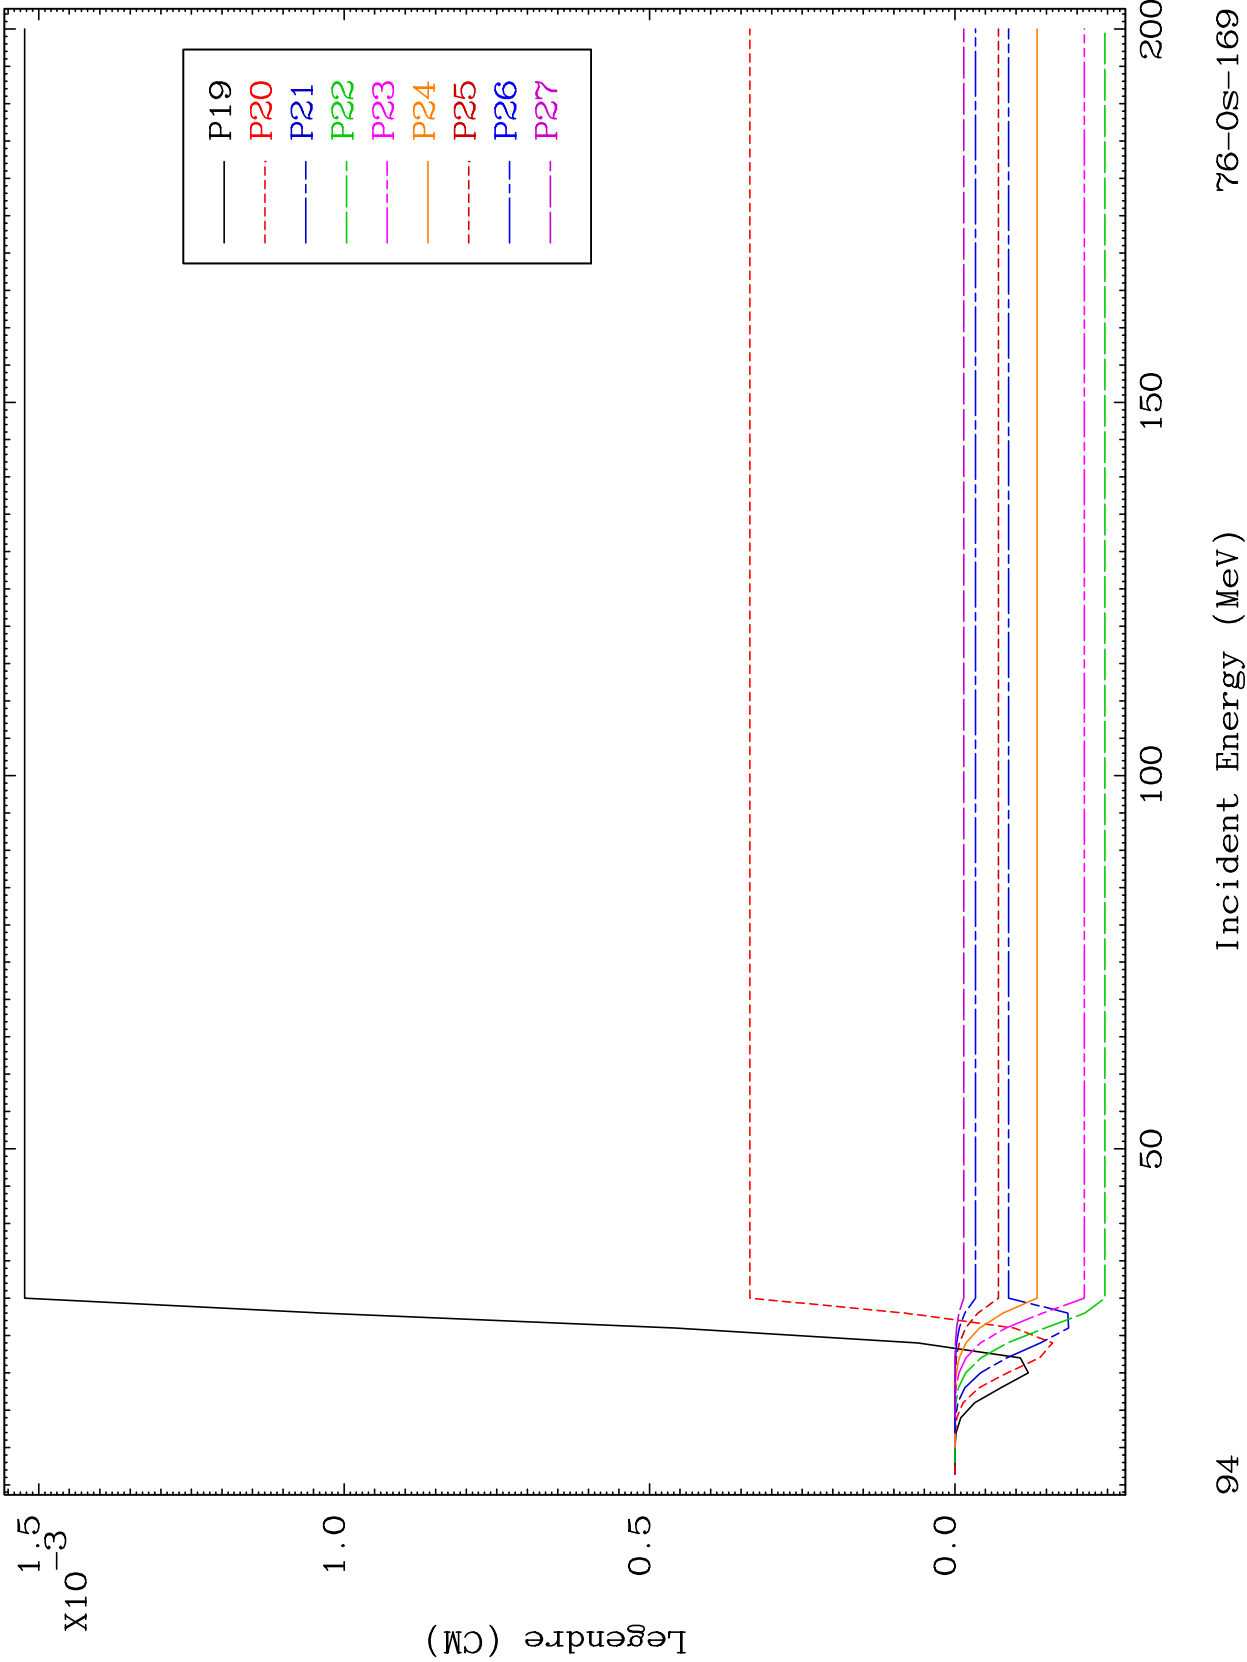 X10-3
1.5
1.0
0.5
0.0
Legendre (CM)
P19
P20
P21
P22
P23
P24
P25
P26
P27
50
100
150
200
Incident Energy (MeV)
94
76-Os-169